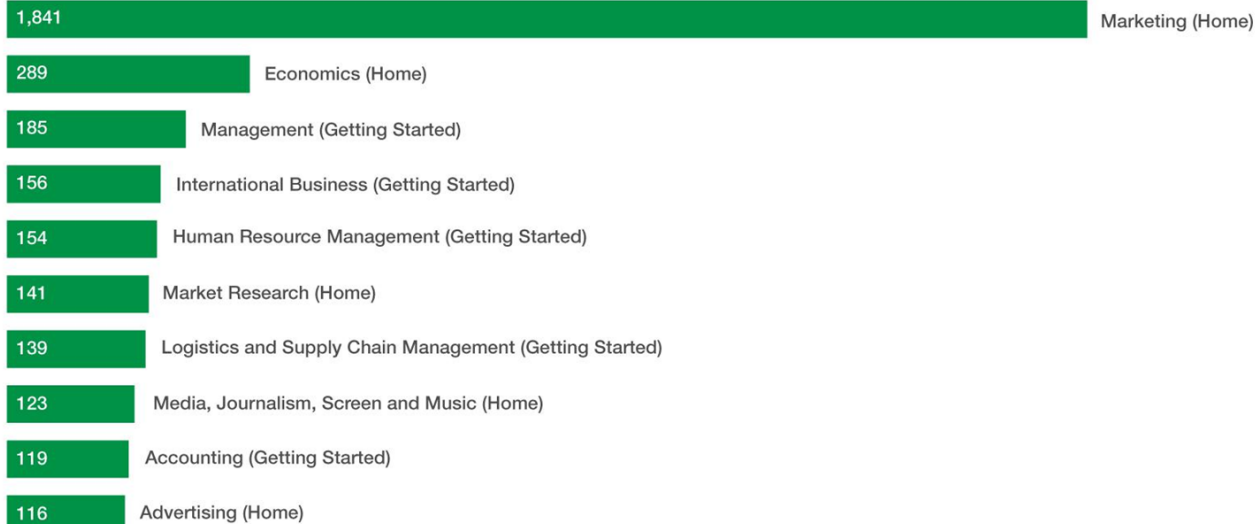 1,841 Marketing (Home)
289 Economics (Home)
185 Management (Getting Started)
156 International Business (Getting Started)
154 Human Resource Management (Getting Started)
141 Market Research (Home)
139 Logistics and Supply Chain Management (Getting Started)
123 Media, Journalism, Screen and Music (Home)
119 Accounting (Getting Started)
116 Advertising (Home)